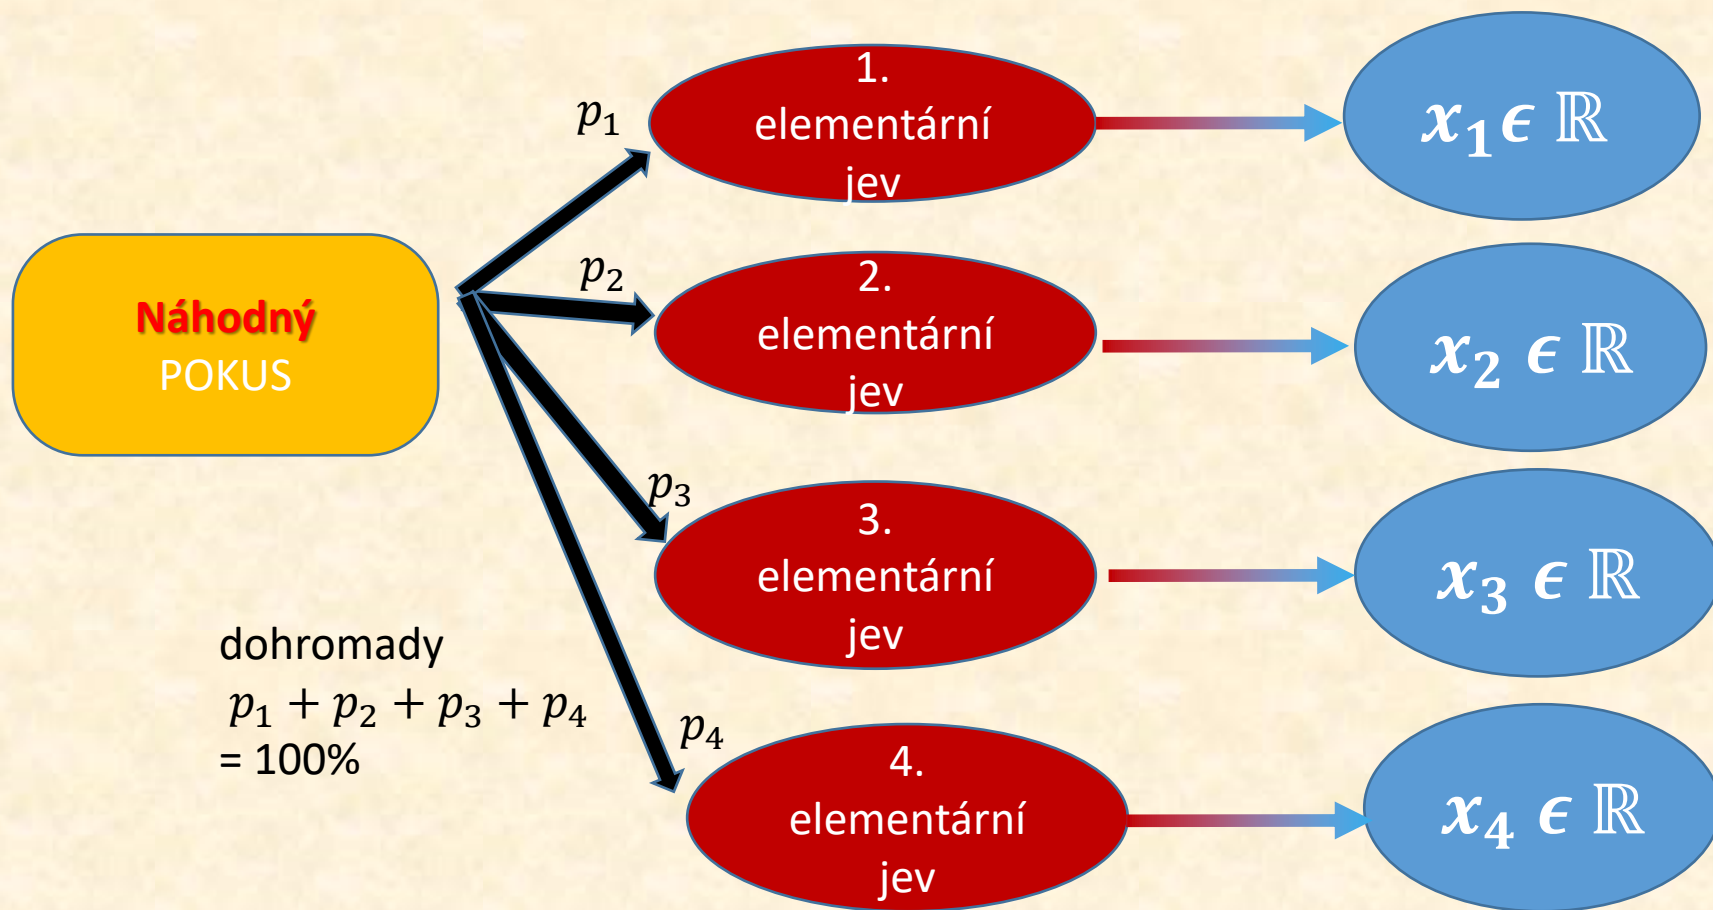 Náhodný
POKUS
p₁
1.
elementární
jev
x₁ϵ ℝ
p₂
2.
elementární
jev
x₂ ϵ ℝ
p₃
3.
elementární
jev
x₃ ϵ ℝ
p₄
4.
elementární
jev
x₄ ϵ ℝ
dohromady
p₁ + p₂ + p₃ + p₄
= 100%